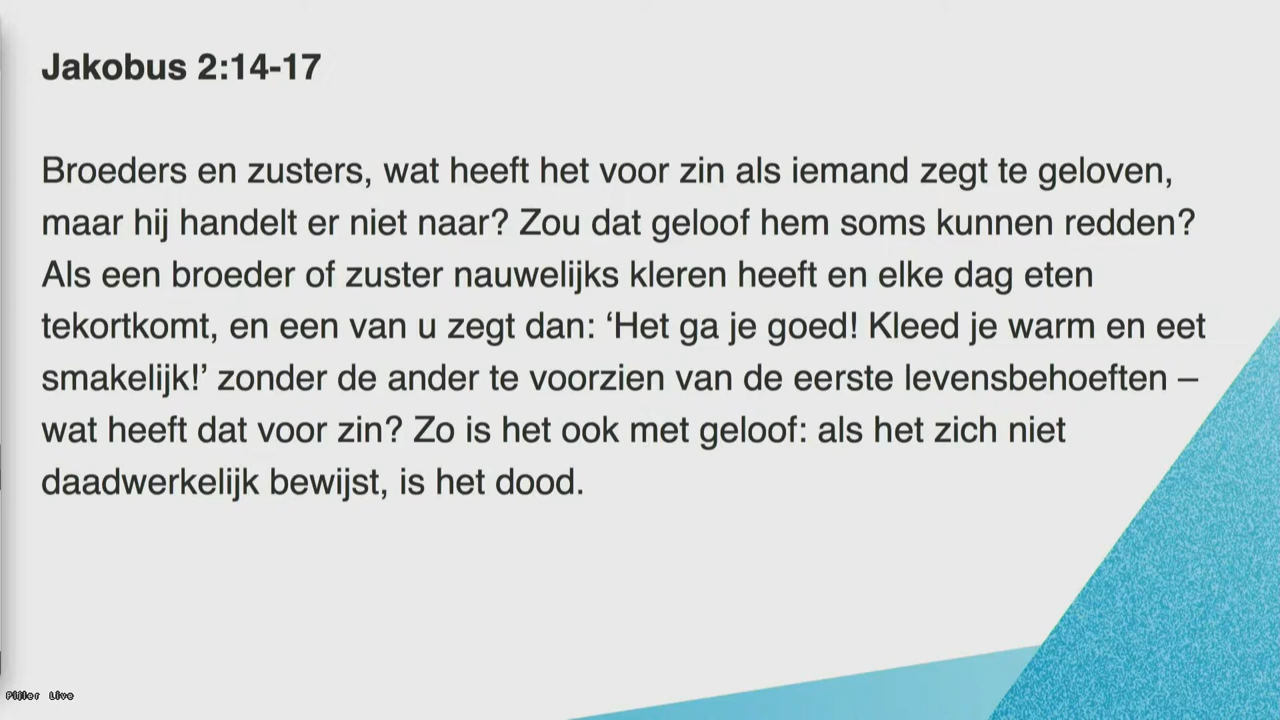 Jakobus 2:14-17
Broeders en zusters, wat heeft het voor zin als iemand zegt te geloven,
maar hij handelt er niet naar? Zou dat geloof hem soms kunnen redden?
Als een broeder of zuster nauwelijks kleren heeft en elke dag eten
tekortkomt, en een van u zegt dan: ‘Het ga je goed! Kleed je warm en eet
smakelijk!’ zonder de ander te voorzien van de eerste levensbehoeften –
wat heeft dat voor zin? Zo is het ook met geloof: als het zich niet
daadwerkelijk bewijst, is het dood.
Live